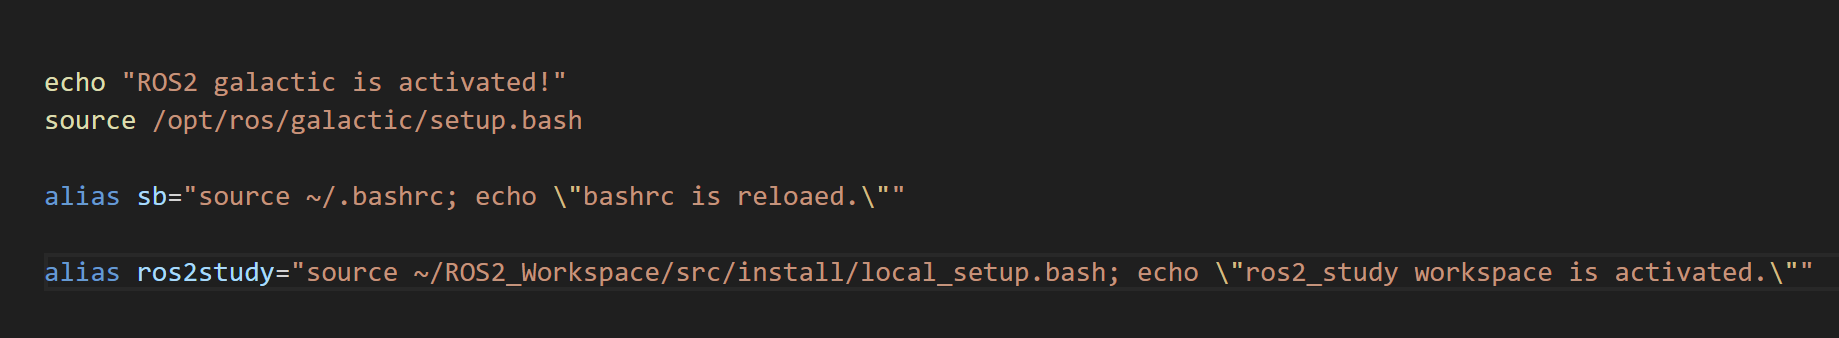 echo "ROS2 galactic is activated!"
source /opt/ros/galactic/setup.bash
alias sb="source ~/.bashrc; echo \"bashrc is reloaed.\""
alias ros2study="source ~/ROS2_Workspace/src/install/local_setup.bash; echo \"ros2_study workspace is activated.\""